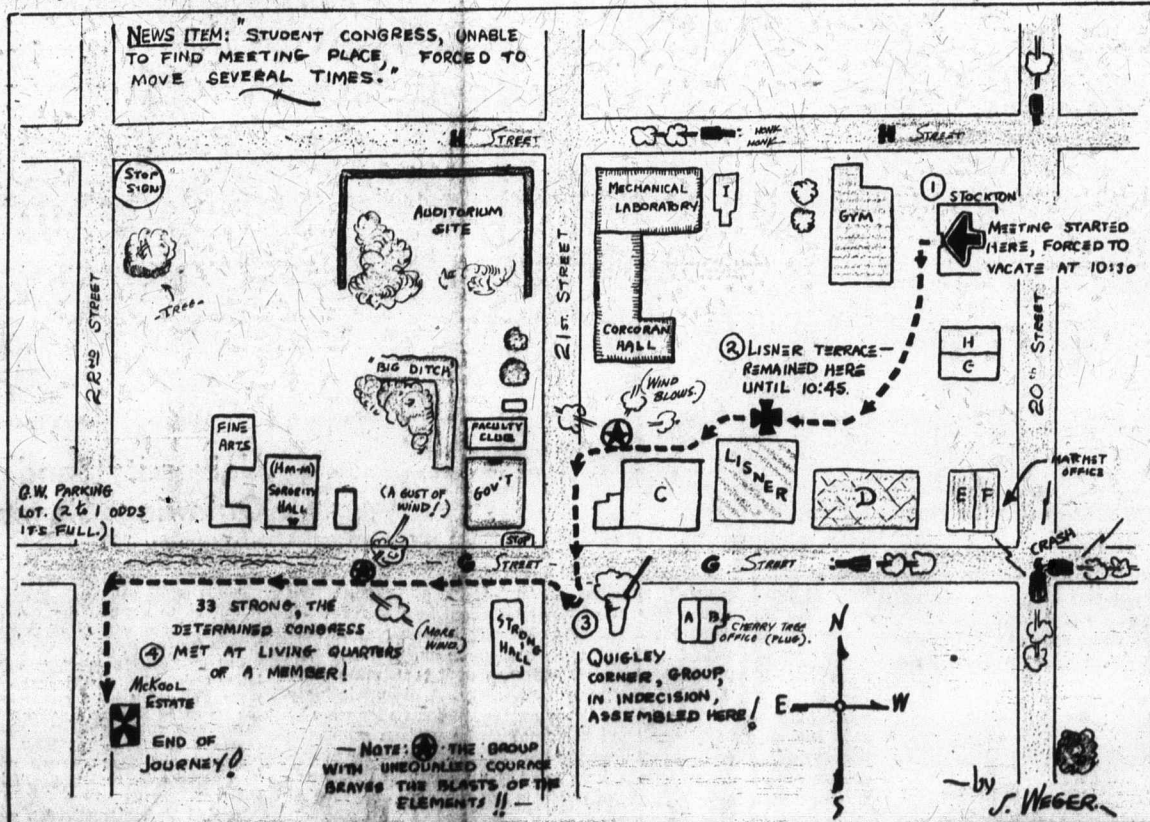 NEWS ITEM: "STUDENT CONGRESS, UNABLE
TO FIND MEETING PLACE, FORCED TO
MOVE SEVERAL TIMES."
H STREET
HONK
HONK
H STREET
STOP
SIGN
TREE
AUDITORIUM
SITE
MECHANICAL
LABORATORY
I
GYM
1
STOCKTON
MEETING STARTED
HERE, FORCED TO
VACATE AT 10:30
22ND STREET
21ST. STREET
20th STREET
CORCORAN
HALL
H
G
2 LISNER TERRACE—
REMAINED HERE
UNTIL 10:45.
(WIND
BLOWS.)
BIG DITCH
FINE
ARTS
(HM-M)
SORORITY
HALL
FACULTY
CLUB
GOV'T
STOP
(A GUST OF
WIND!)
G.W. PARKING
LOT. (2 to 1 ODDS
IT'S FULL.)
C
LISNER
D
E F
MARKET
OFFICE
CRASH
G STREET
G STREET
33 STRONG, THE
DETERMINED CONGRESS
4 MET AT LIVING QUARTERS
OF A MEMBER!
(MORE
WIND.)
STRONG
HALL
3
A B
CHERRY TREE
OFFICE (PLUG).
QUIGLEY
CORNER, GROUP,
IN INDECISION,
ASSEMBLED HERE!
N
E W
S
McKOOL
ESTATE
END OF
JOURNEY!
— NOTE: THE GROUP
WITH UNEQUALLED COURAGE
BRAVES THE BLASTS OF THE
ELEMENTS!! —
—by
J. WEGER.